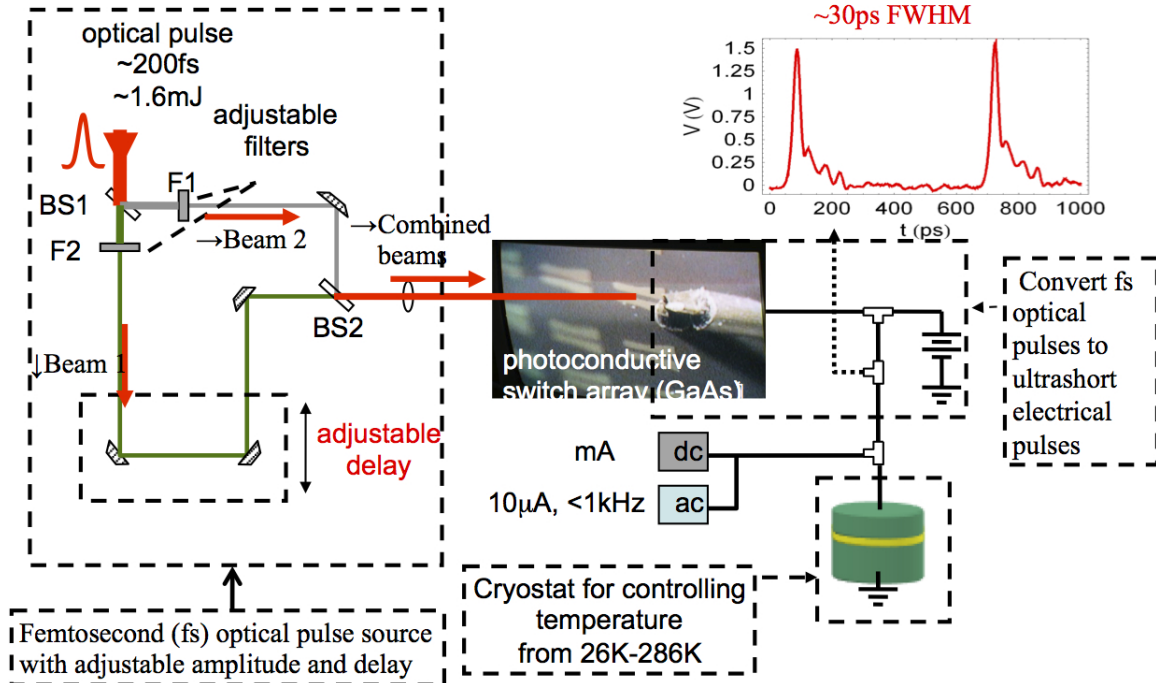 optical pulse
~200fs
~1.6mJ
adjustable
filters
F1
BS1
F2
→Beam 2
→Combined
beams
BS2
↓Beam 1
adjustable
delay
Femtosecond (fs) optical pulse source
with adjustable amplitude and delay
~30ps FWHM
V (V)
1.5
1.25
1
0.75
0.5
0.25
0
0
200
400
600
800
1000
t (ps)
photoconductive
switch array (GaAs)
Convert fs
optical
pulses to
ultrashort
electrical
pulses
mA
dc
10μA, <1kHz
ac
Cryostat for controlling
temperature
from 26K-286K